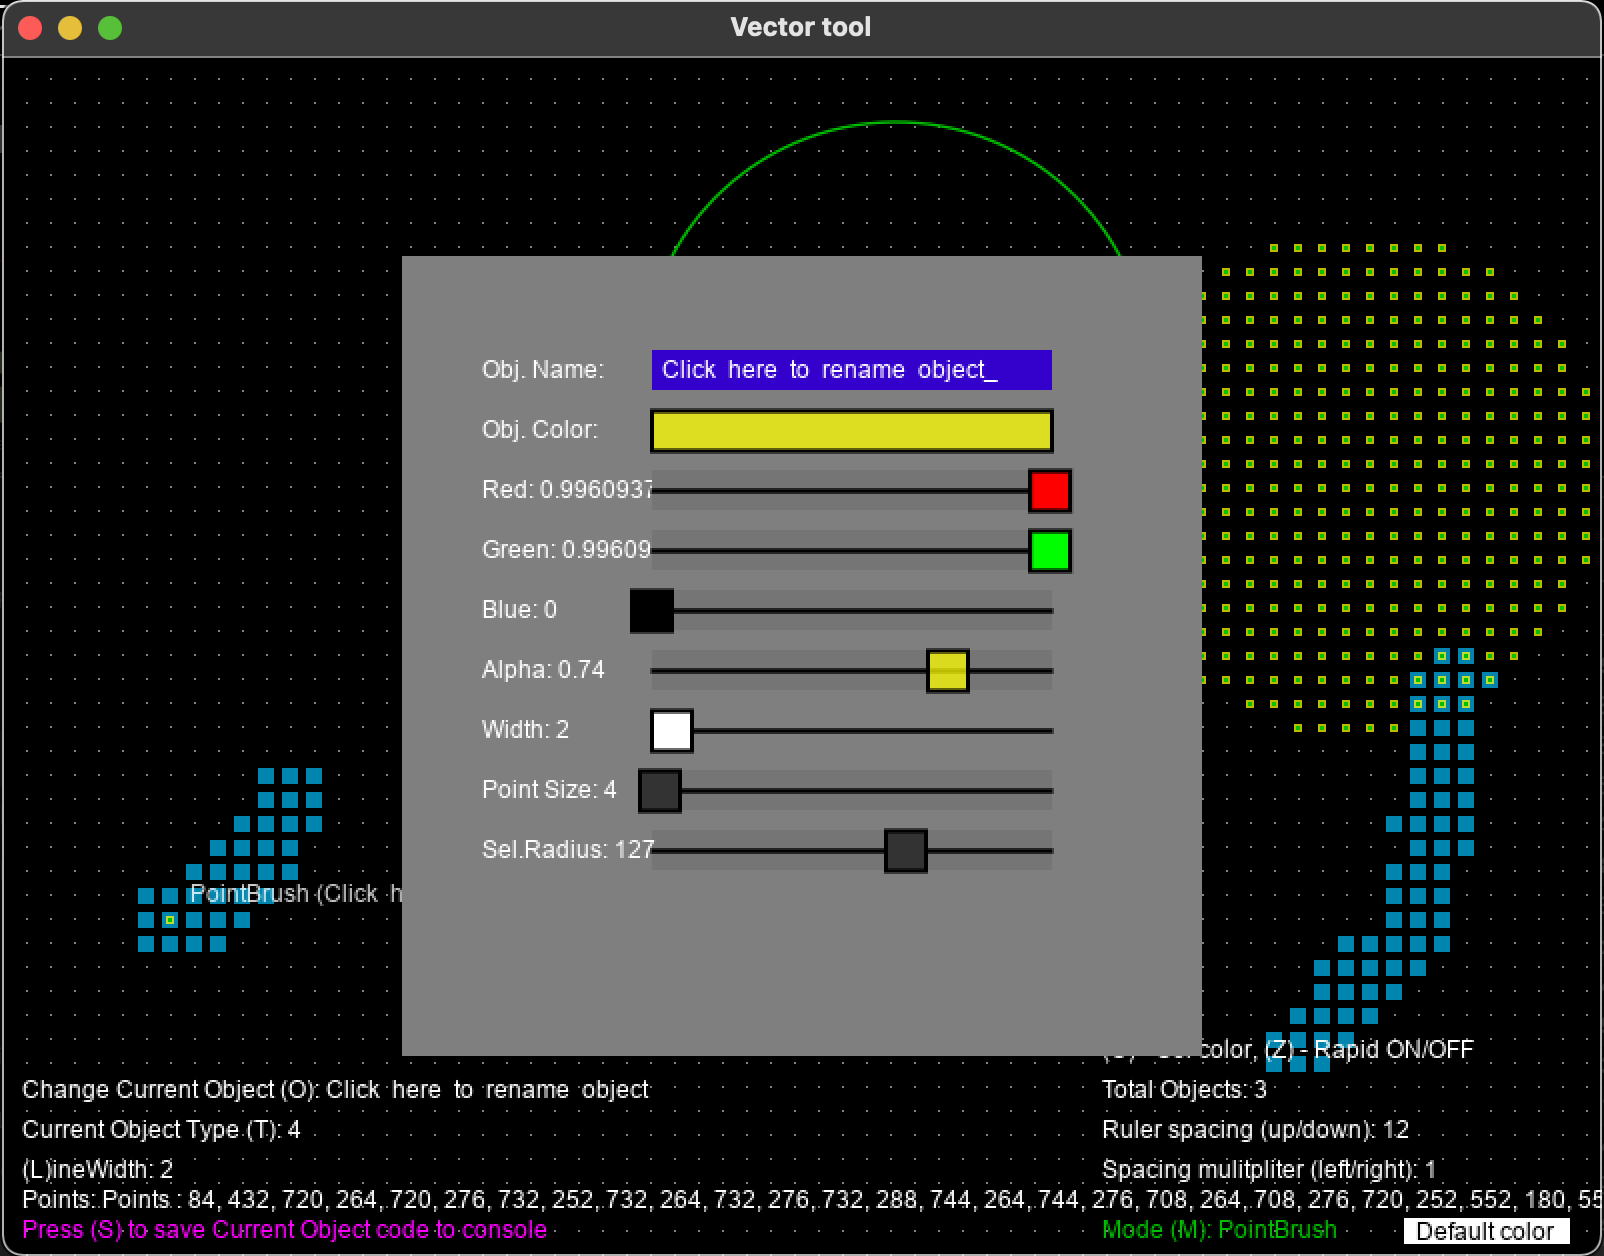 Vector tool
Obj. Name: Click here to rename object_
Obj. Color:
Red: 0.9960937
Green: 0.99609
Blue: 0
Alpha: 0.74
Width: 2
Point Size: 4
Sel.Radius: 127
PointBrush (Click h
color, (Z) - Rapid ON/OFF
Change Current Object (O): Click here to rename object
Total Objects: 3
Current Object Type (T): 4
Ruler spacing (up/down): 12
(L)ineWidth: 2
Spacing mulitpliter (left/right): 1
Points: Points : 84, 432, 720, 264, 720, 276, 732, 252, 732, 264, 732, 276, 732, 288, 744, 264, 744, 276, 708, 264, 708, 276, 720, 252, 552, 180, 55
Press (S) to save Current Object code to console
Mode (M): PointBrush
Default color